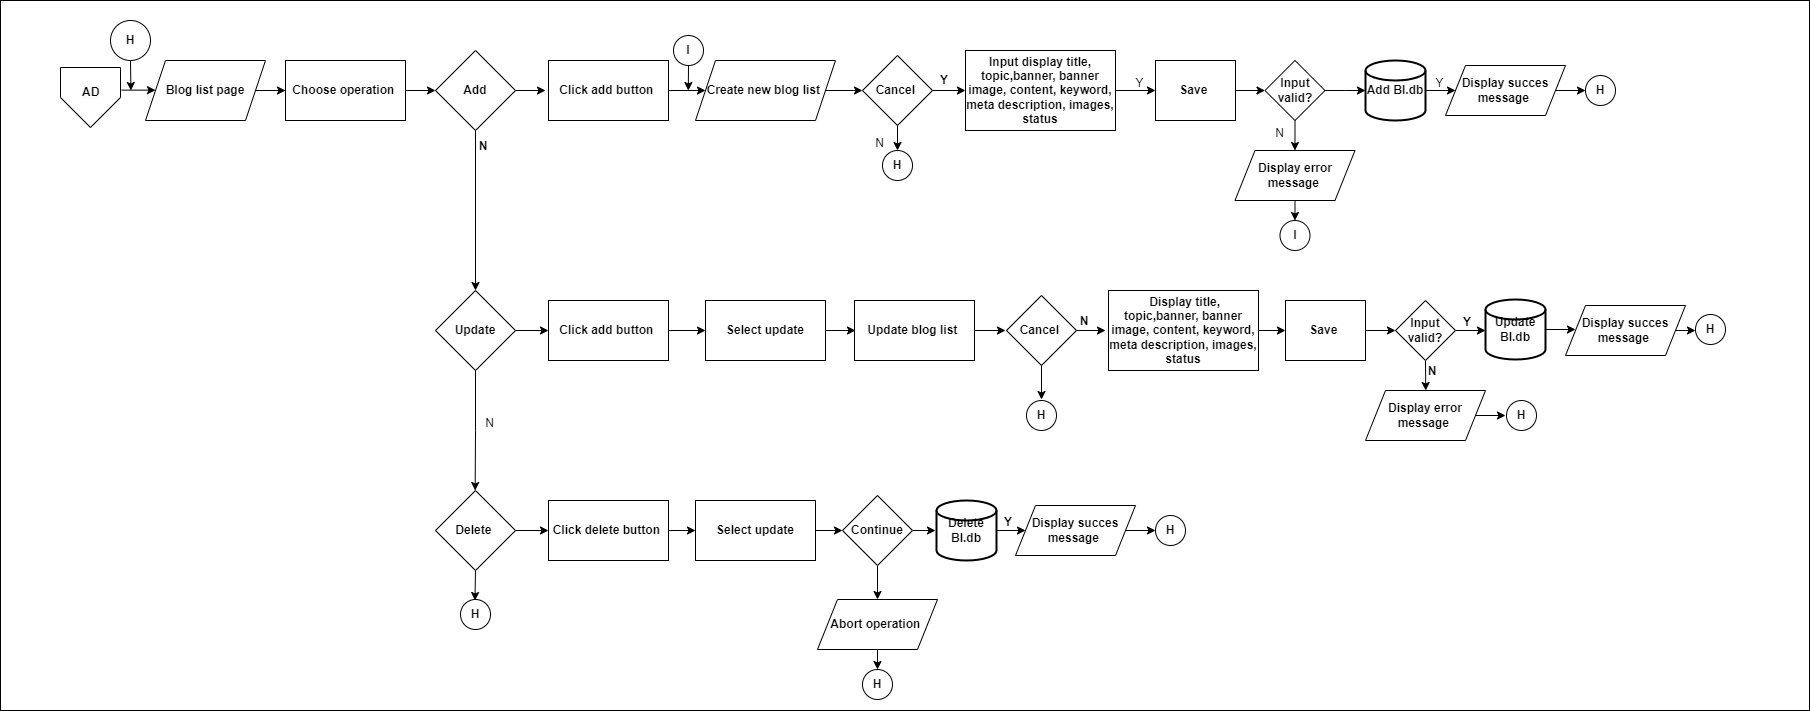 H
AD
Blog list page
Choose operation
Add
Click add button
I
Create new blog list
Cancel
Y
N
H
Input display title,
topic,banner, banner
image, content, keyword,
meta description, images,
status
Y
Save
Input
valid?
N
Display error
message
I
Add Bl.db
Y
Display succes
message
H
N
Update
Click add button
Select update
Update blog list
Cancel
N
H
Display title,
topic,banner, banner
image, content, keyword,
meta description, images,
status
Save
Input
valid?
Y
N
Display error
message
H
Update
Bl.db
Display succes
message
H
N
Delete
H
Click delete button
Select update
Continue
Abort operation
H
Delete
Bl.db
Y
Display succes
message
H